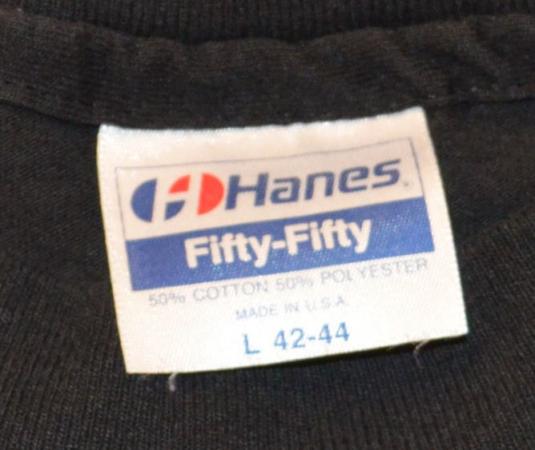 Hanes
Fifty-Fifty
50% COTTON 50% POLYESTER
MADE IN U.S.A.
L 42-44